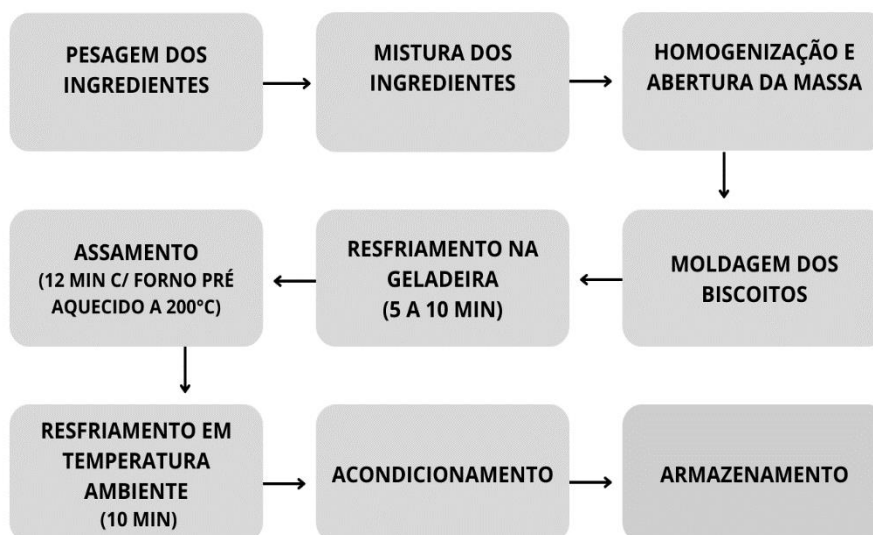 PESAGEM DOS
INGREDIENTES
MISTURA DOS
INGREDIENTES
HOMOGENIZAÇÃO E
ABERTURA DA MASSA
MOLDAGEM DOS
BISCOITOS
RESFRIAMENTO NA
GELADEIRA
(5 A 10 MIN)
ASSAMENTO
(12 MIN C/ FORNO PRÉ
AQUECIDO A 200°C)
RESFRIAMENTO EM
TEMPERATURA
AMBIENTE
(10 MIN)
ACONDICIONAMENTO
ARMAZENAMENTO